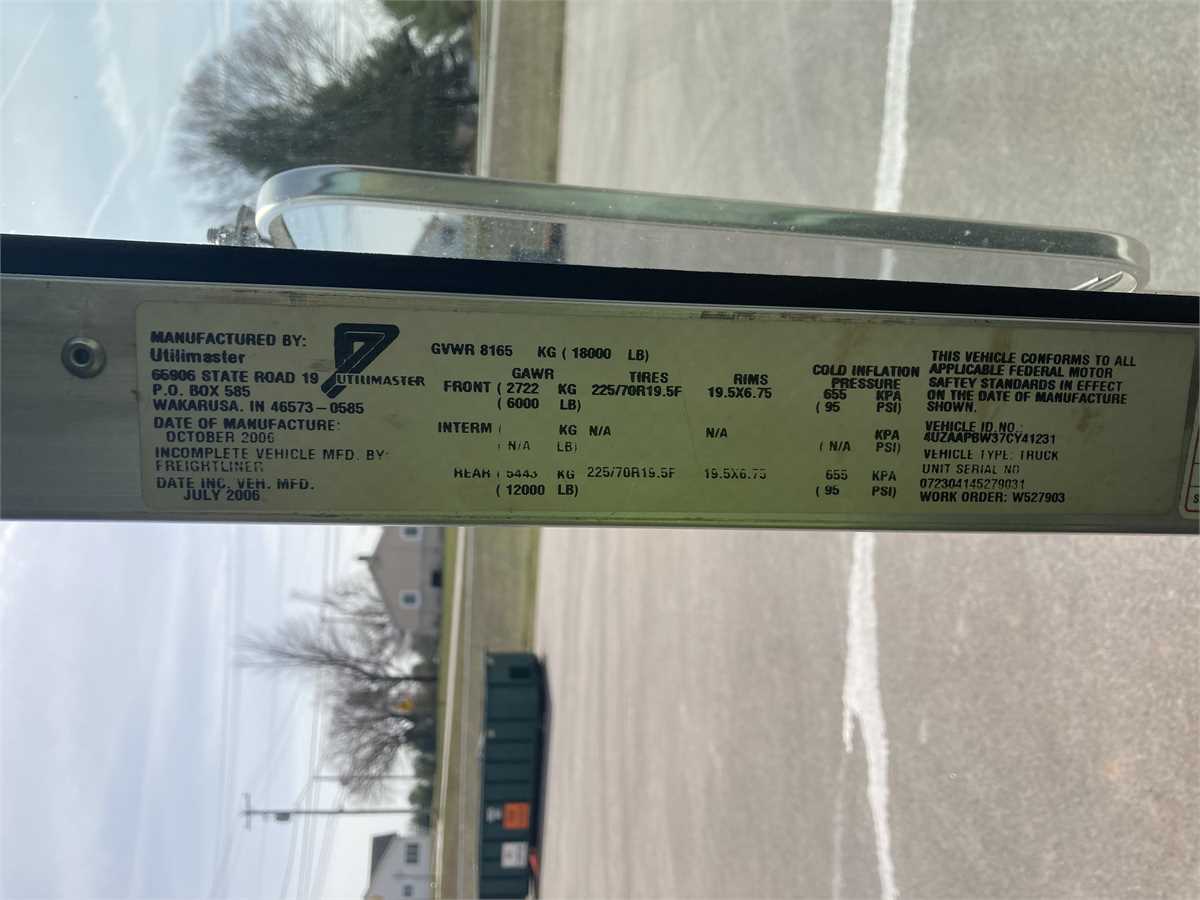 MANUFACTURED BY:
Utilimaster
66906 STATE ROAD 19
P.O. BOX 585
WAKARUSA. IN 46573-0585
DATE OF MANUFACTURE:
OCTOBER 2006
INCOMPLETE VEHICLE MFD. BY:
FREIGHTLINER
DATE INC. VEH. MFD.
JULY 2006
UTILIMASTER
GVWR 8165 KG ( 18000 LB)
GAWR TIRES RIMS COLD INFLATION PRESSURE
FRONT ( 2722 KG 225/70R19.5F 19.5X6.75 655 KPA
( 6000 LB) ( 95 PSI)
INTERM ( KG N/A N/A KPA
( N/A LB) ( N/A PSI)
REAR ( 5443 KG 225/70R19.5F 19.5X6.75 655 KPA
( 12000 LB) ( 95 PSI)
THIS VEHICLE CONFORMS TO ALL
APPLICABLE FEDERAL MOTOR
SAFTEY STANDARDS IN EFFECT
ON THE DATE OF MANUFACTURE
SHOWN.
VEHICLE ID.NO.:
4UZAAPBW37CY41231
VEHICLE TYPE: TRUCK
UNIT SERIAL NO
072304145279031
WORK ORDER: W527903